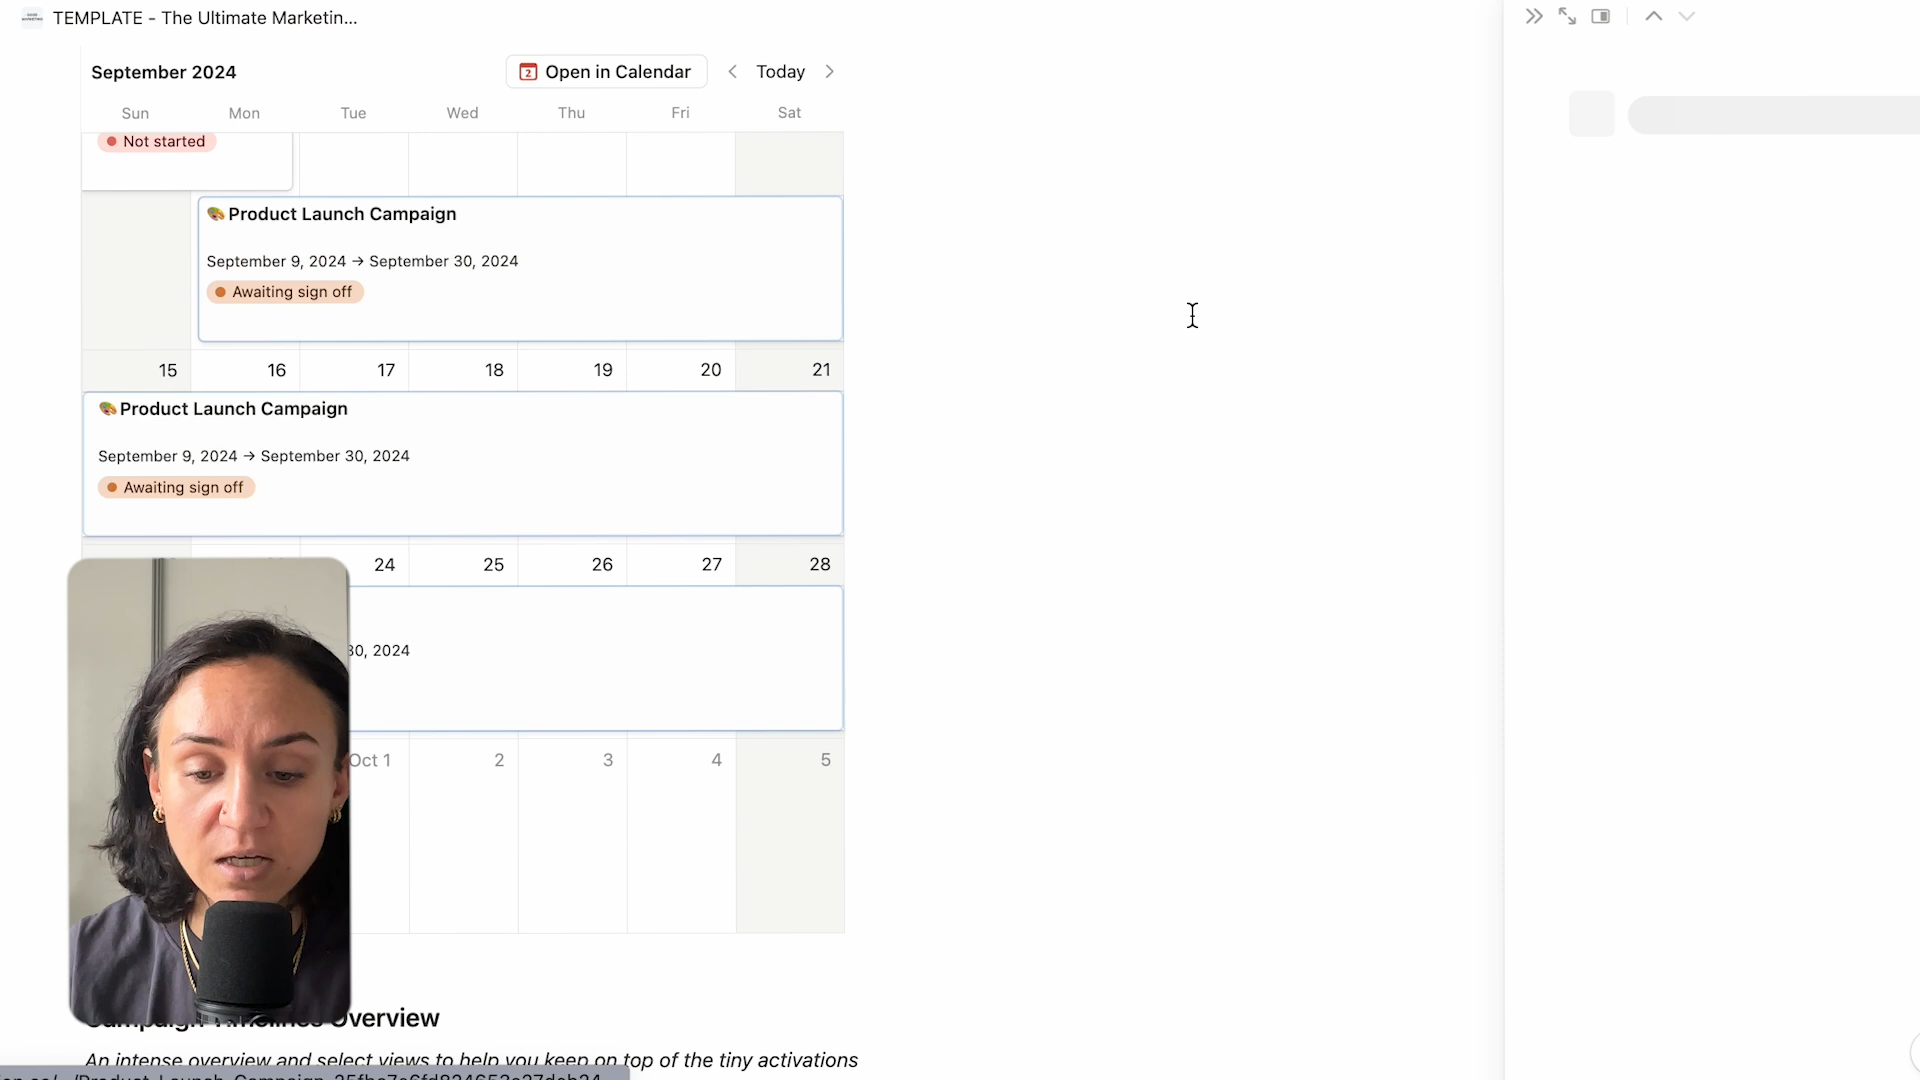 TEMPLATE - The Ultimate Marketin...
September 2024
2
Open in Calendar
Today
Sun Mon Tue Wed Thu Fri Sat
Not started
Product Launch Campaign
September 9, 2024 → September 30, 2024
Awaiting sign off
15 16 17 18 19 20 21
Product Launch Campaign
September 9, 2024 → September 30, 2024
Awaiting sign off
24 25 26 27 28
30, 2024
Oct 1 2 3 4 5
Campaign Timelines Overview
An intense overview and select views to help you keep on top of the tiny activations